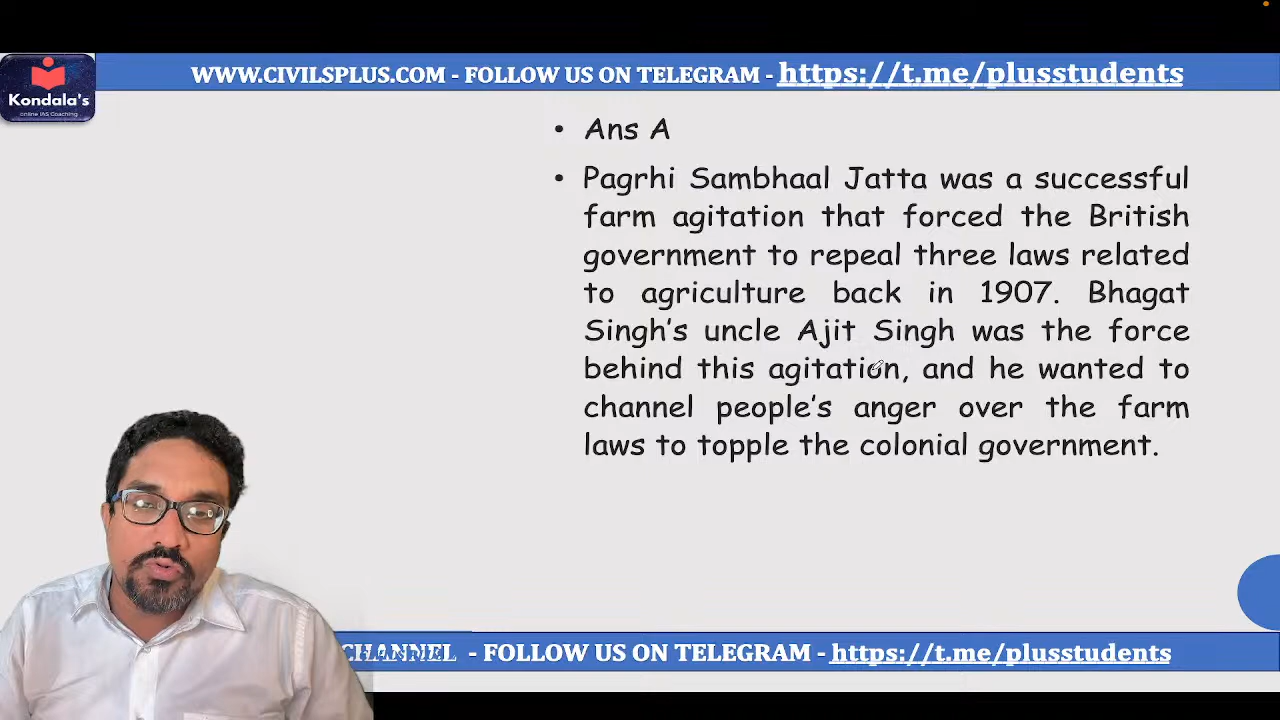 WWW.CIVILSPLUS.COM - FOLLOW US ON TELEGRAM - https://t.me/plusstudents
Kondala's
online IAS Coaching
• Ans A
• Pagrhi Sambhaal Jatta was a successful
farm agitation that forced the British
government to repeal three laws related
to agriculture back in 1907. Bhagat
Singh's uncle Ajit Singh was the force
behind this agitation, and he wanted to
channel people's anger over the farm
laws to topple the colonial government.
CHANNEL - FOLLOW US ON TELEGRAM - https://t.me/plusstudents